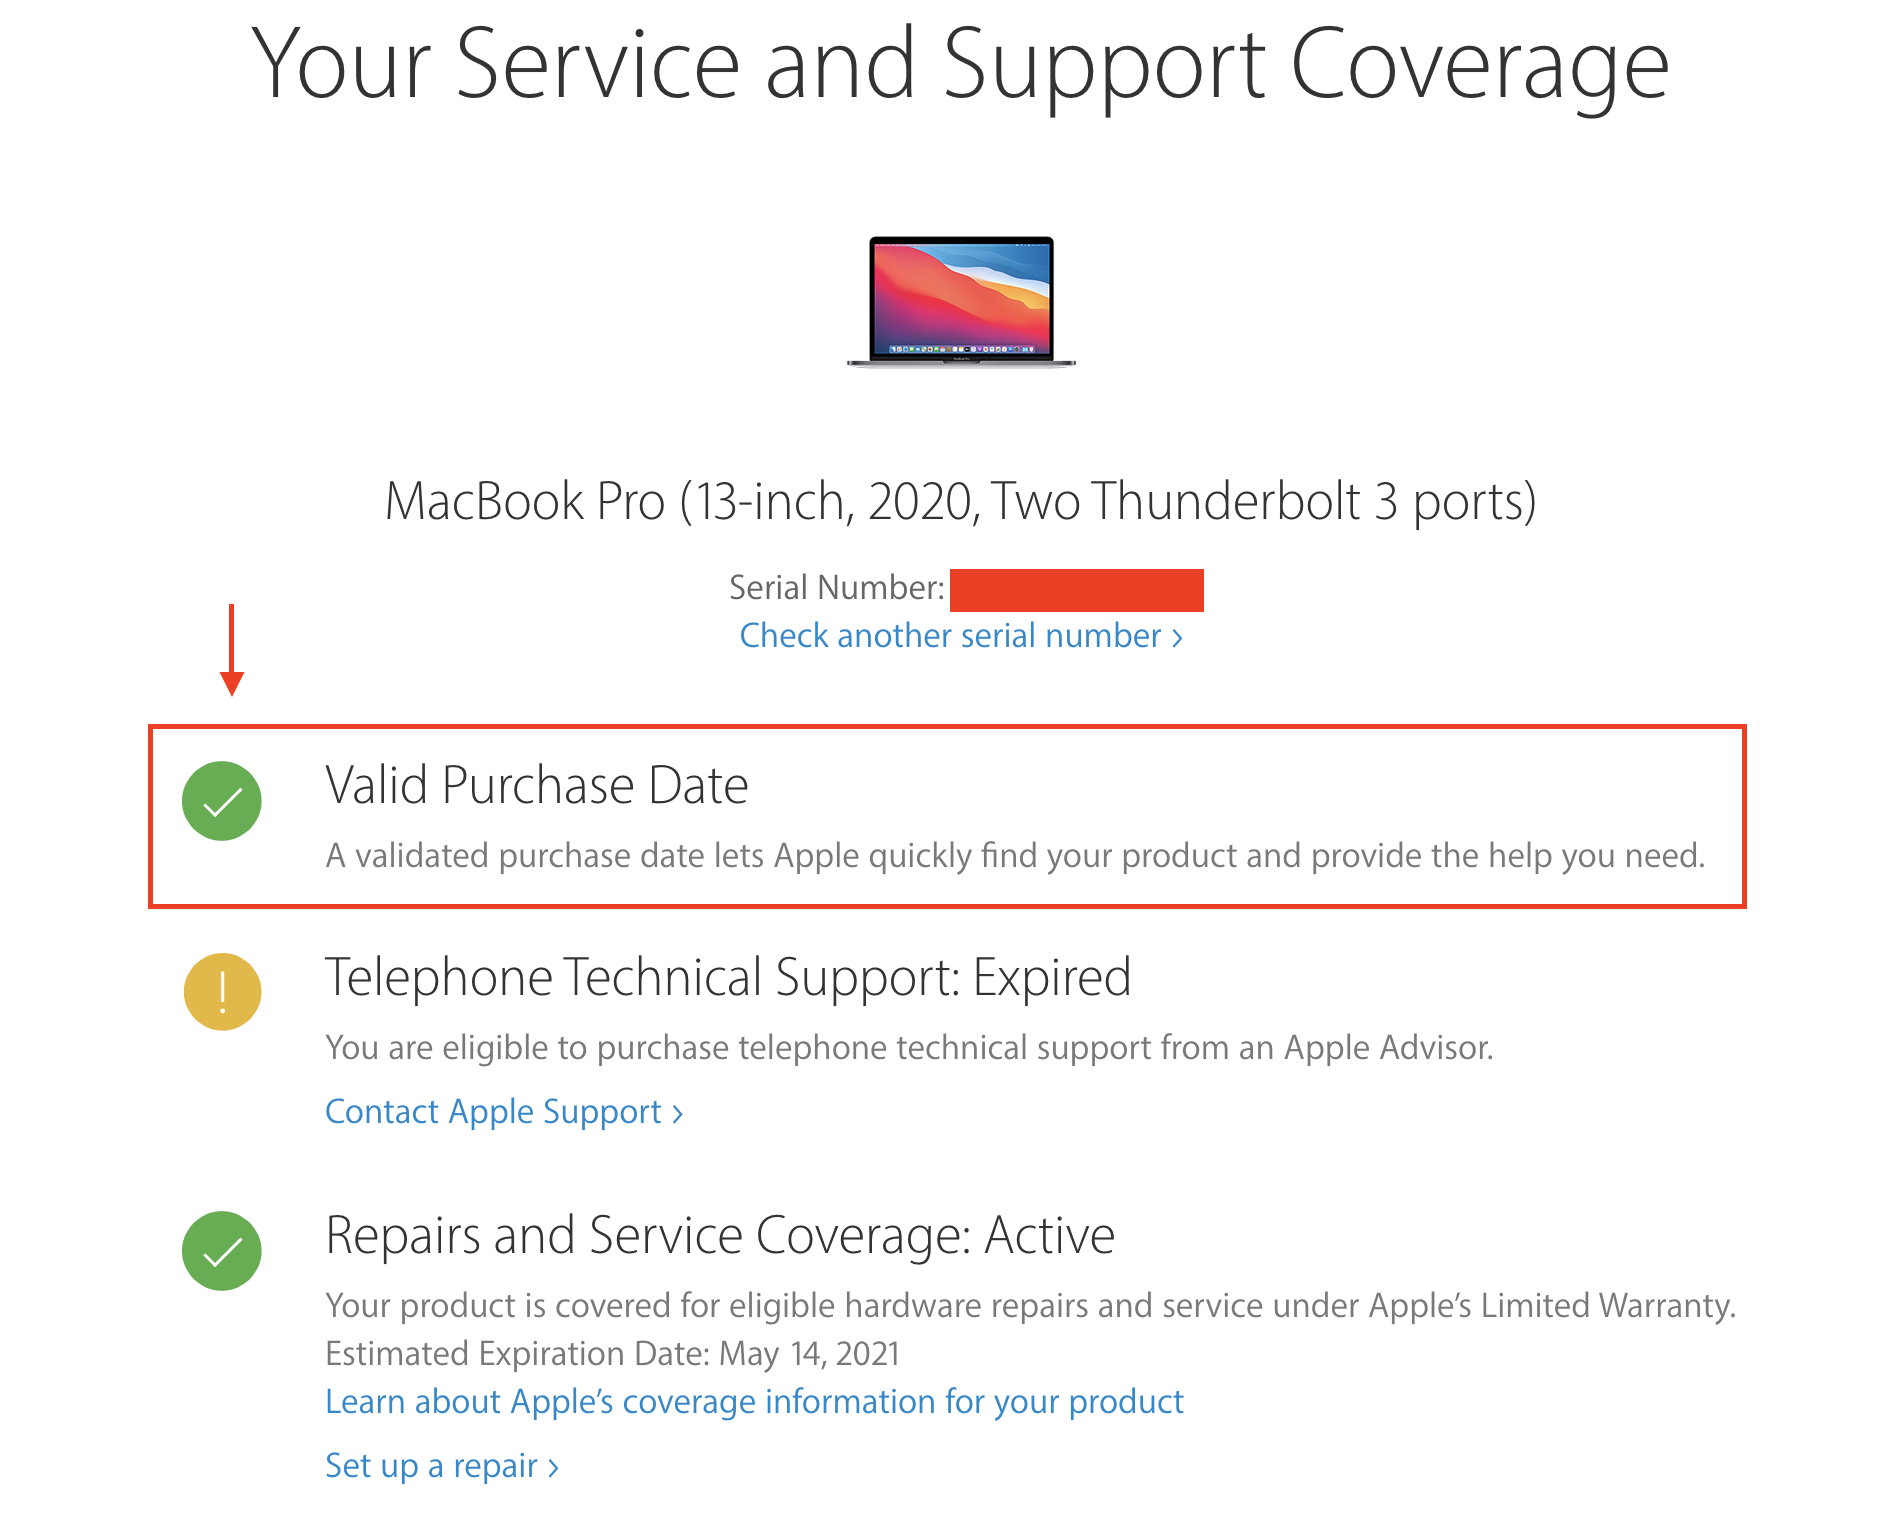 Your Service and Support Coverage
MacBook Pro (13-inch, 2020, Two Thunderbolt 3 ports)
Serial Number:
Check another serial number ›
Valid Purchase Date
A validated purchase date lets Apple quickly find your product and provide the help you need.
Telephone Technical Support: Expired
You are eligible to purchase telephone technical support from an Apple Advisor.
Contact Apple Support ›
Repairs and Service Coverage: Active
Your product is covered for eligible hardware repairs and service under Apple’s Limited Warranty.
Estimated Expiration Date: May 14, 2021
Learn about Apple’s coverage information for your product
Set up a repair ›